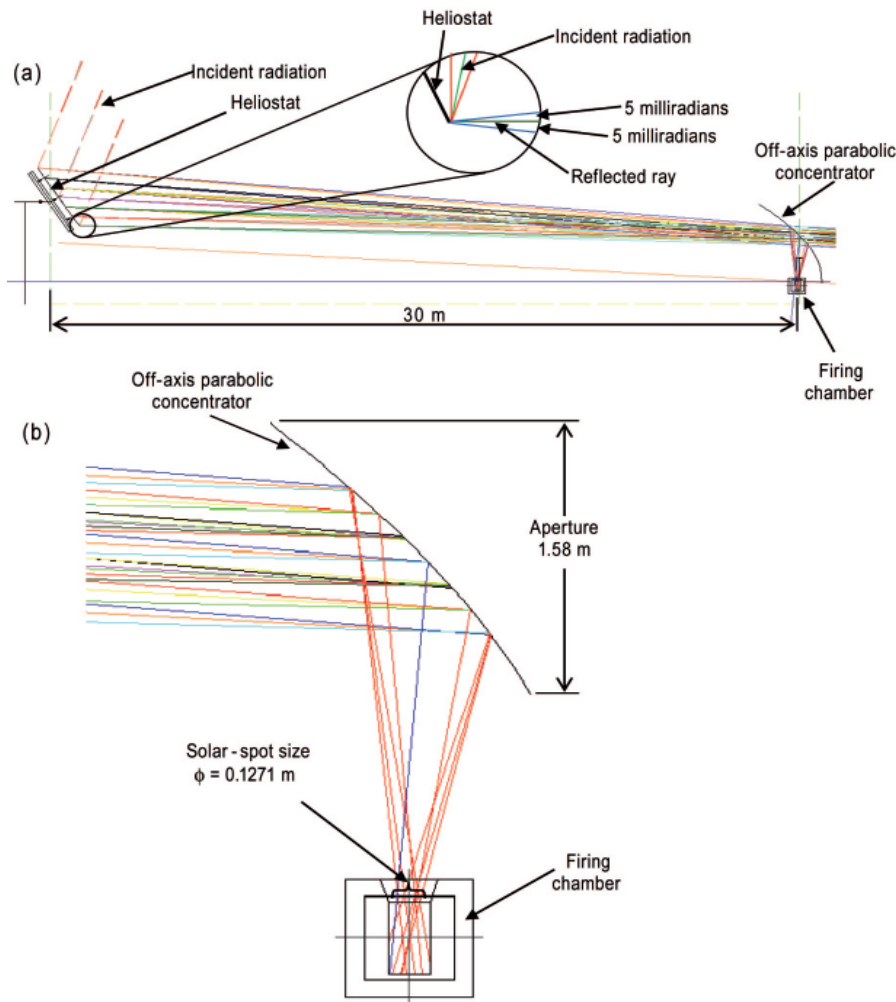 (a)
Heliostat
Incident radiation
Incident radiation
Heliostat
5 milliradians
5 milliradians
Reflected ray
Off-axis parabolic
concentrator
30 m
Firing
chamber
(b)
Off-axis parabolic
concentrator
Aperture
1.58 m
Solar - spot size
ϕ = 0.1271 m
Firing
chamber